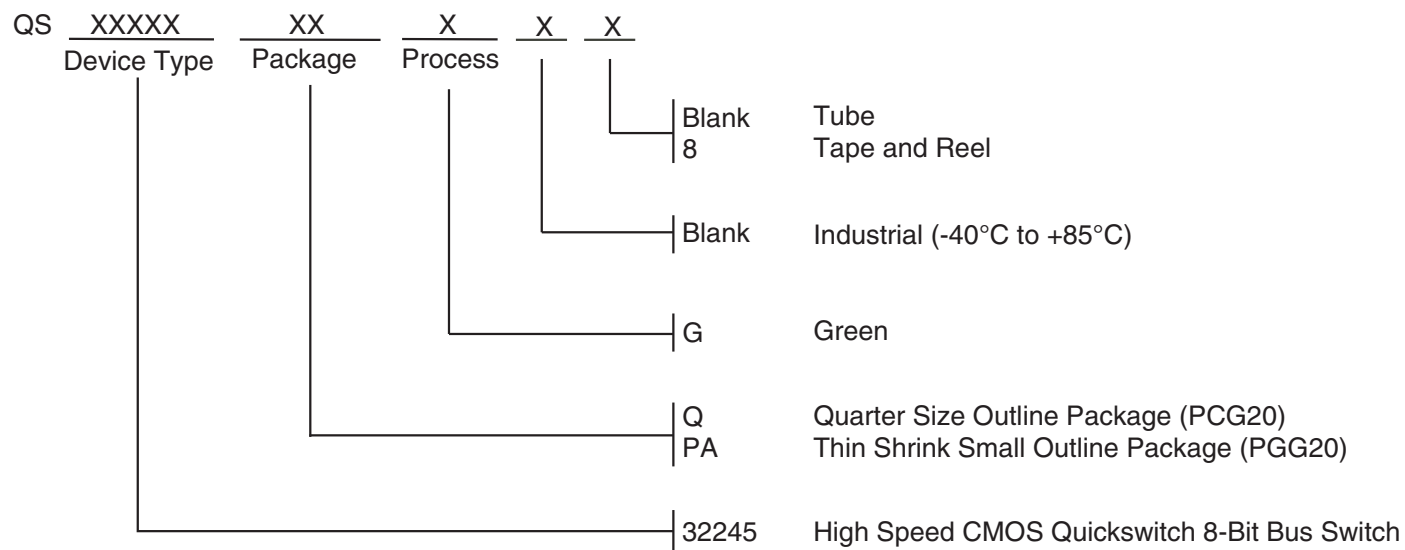 QS XXXXX XX X X X
Device Type Package Process
Blank Tube
8 Tape and Reel
Blank Industrial (-40°C to +85°C)
G Green
Q Quarter Size Outline Package (PCG20)
PA Thin Shrink Small Outline Package (PGG20)
32245 High Speed CMOS Quickswitch 8-Bit Bus Switch